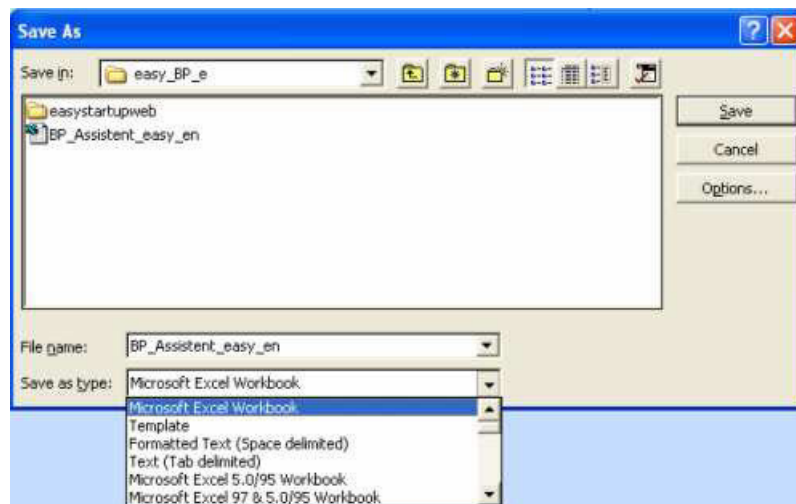 Save As
Save in: easy_BP_e
easystartupweb
BP_Assistent_easy_en
Save
Cancel
Options...
File name: BP_Assistent_easy_en
Save as type: Microsoft Excel Workbook
Microsoft Excel Workbook
Template
Formatted Text (Space delimited)
Text (Tab delimited)
Microsoft Excel 5.0/95 Workbook
Microsoft Excel 97 & 5.0/95 Workbook